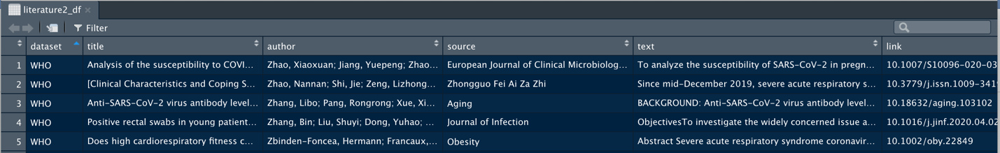 literature2_df
Filter
dataset title author source text link
1 WHO Analysis of the susceptibility to COVI... Zhao, Xiaoxuan; Jiang, Yuepeng; Zhao... European Journal of Clinical Microbiolog... To analyze the susceptibility of SARS-CoV-2 in pregn... 10.1007/S10096-020-03
2 WHO [Clinical Characteristics and Coping S... Zhao, Nannan; Shi, Jie; Zeng, Lizhong... Zhongguo Fei Ai Za Zhi Since mid-December 2019, severe acute respiratory s... 10.3779/j.issn.1009-3419
3 WHO Anti-SARS-CoV-2 virus antibody level... Zhang, Libo; Pang, Rongrong; Xue, Xi... Aging BACKGROUND: Anti-SARS-CoV-2 virus antibody level... 10.18632/aging.103102
4 WHO Positive rectal swabs in young patient... Zhang, Bin; Liu, Shuyi; Dong, Yuhao; ... Journal of Infection ObjectivesTo investigate the widely concerned issue a... 10.1016/j.jinf.2020.04.02
5 WHO Does high cardiorespiratory fitness c... Zbinden-Foncea, Hermann; Francaux,... Obesity Abstract Severe acute respiratory syndrome coronavir... 10.1002/oby.22849